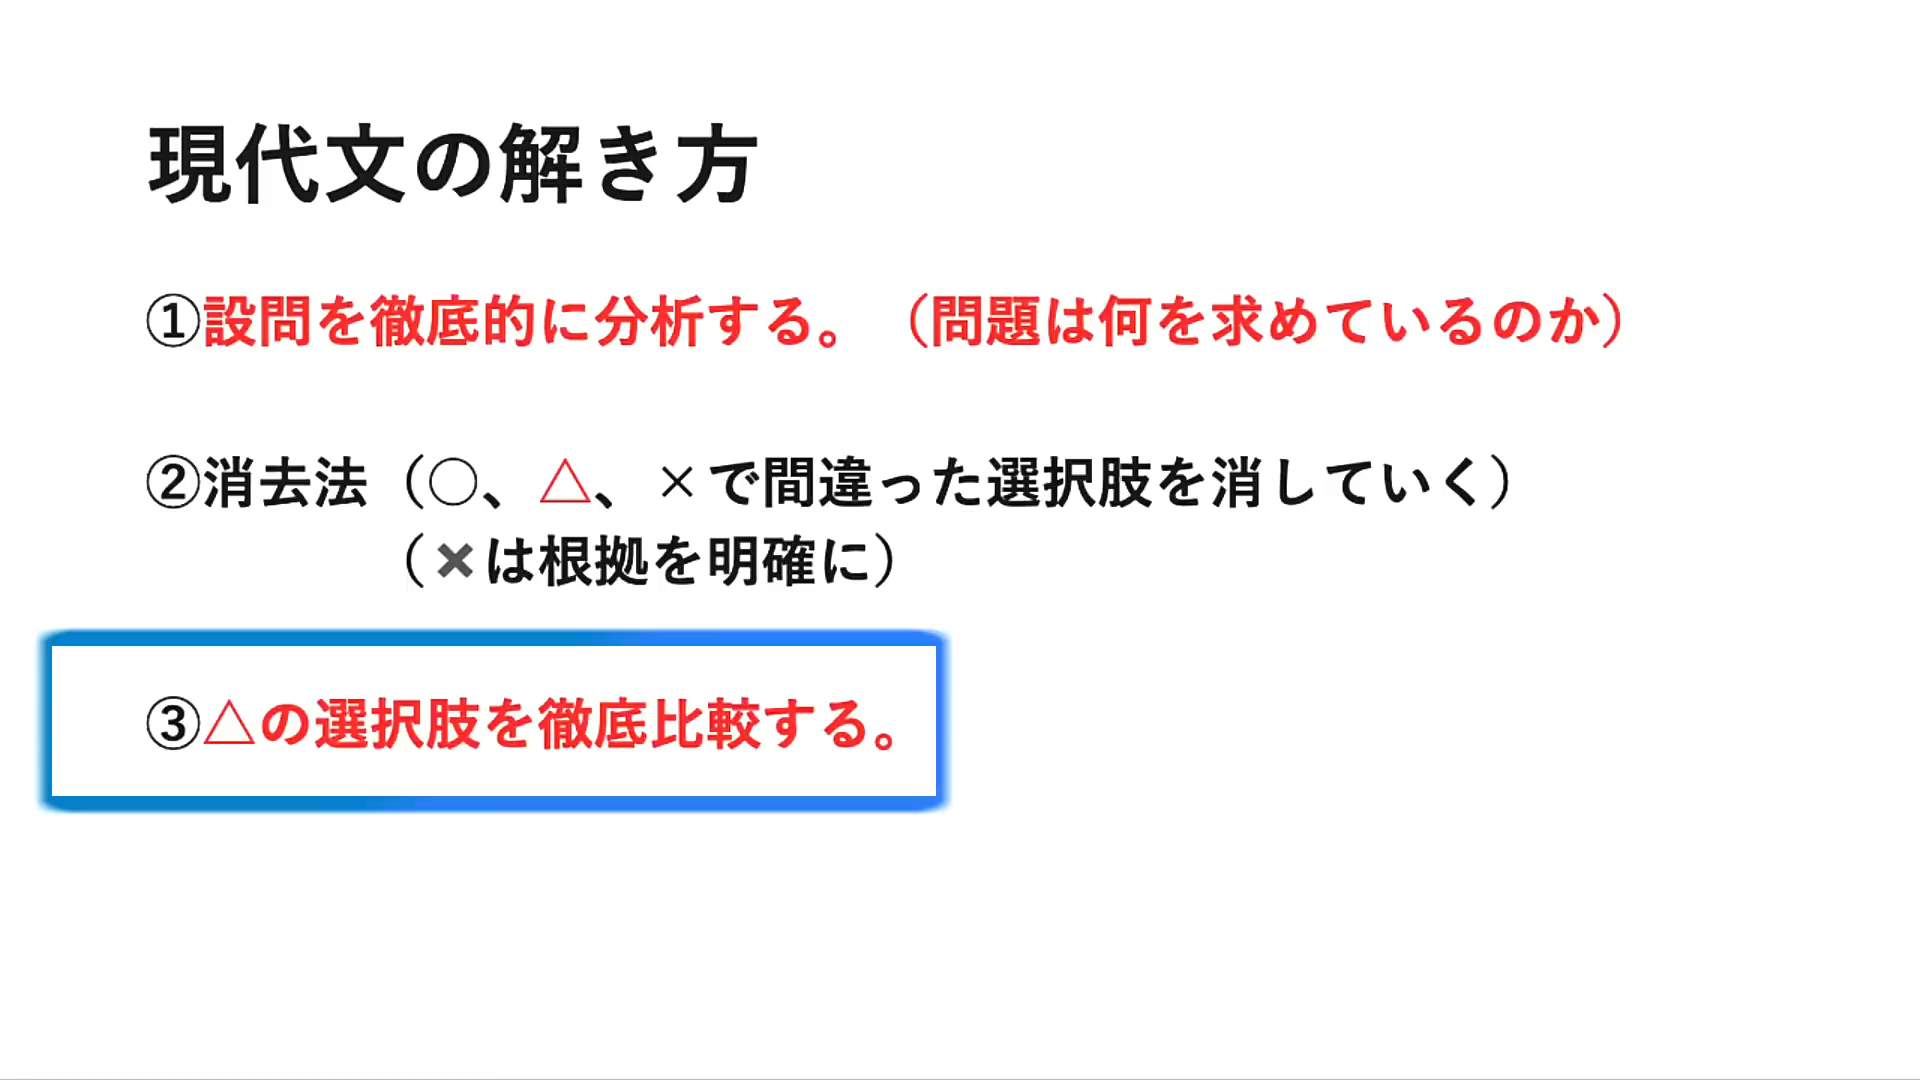 現代文の解き方
①設問を徹底的に分析する。（問題は何を求めているのか）
②消去法（○、△、×で間違った選択肢を消していく）
（✖は根拠を明確に）
③△の選択肢を徹底比較する。